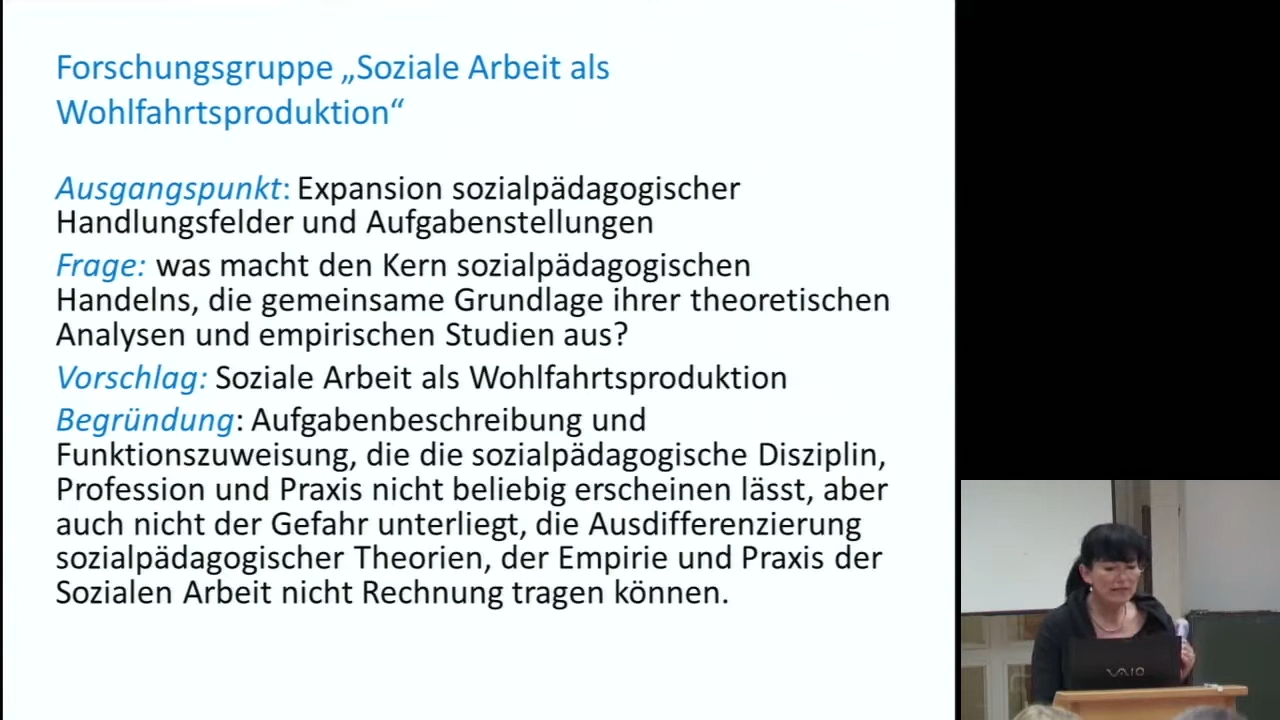 Forschungsgruppe „Soziale Arbeit als
Wohlfahrtsproduktion“
Ausgangspunkt: Expansion sozialpädagogischer
Handlungsfelder und Aufgabenstellungen
Frage: was macht den Kern sozialpädagogischen
Handelns, die gemeinsame Grundlage ihrer theoretischen
Analysen und empirischen Studien aus?
Vorschlag: Soziale Arbeit als Wohlfahrtsproduktion
Begründung: Aufgabenbeschreibung und
Funktionszuweisung, die die sozialpädagogische Disziplin,
Profession und Praxis nicht beliebig erscheinen lässt, aber
auch nicht der Gefahr unterliegt, die Ausdifferenzierung
sozialpädagogischer Theorien, der Empirie und Praxis der
Sozialen Arbeit nicht Rechnung tragen können.
VAIO